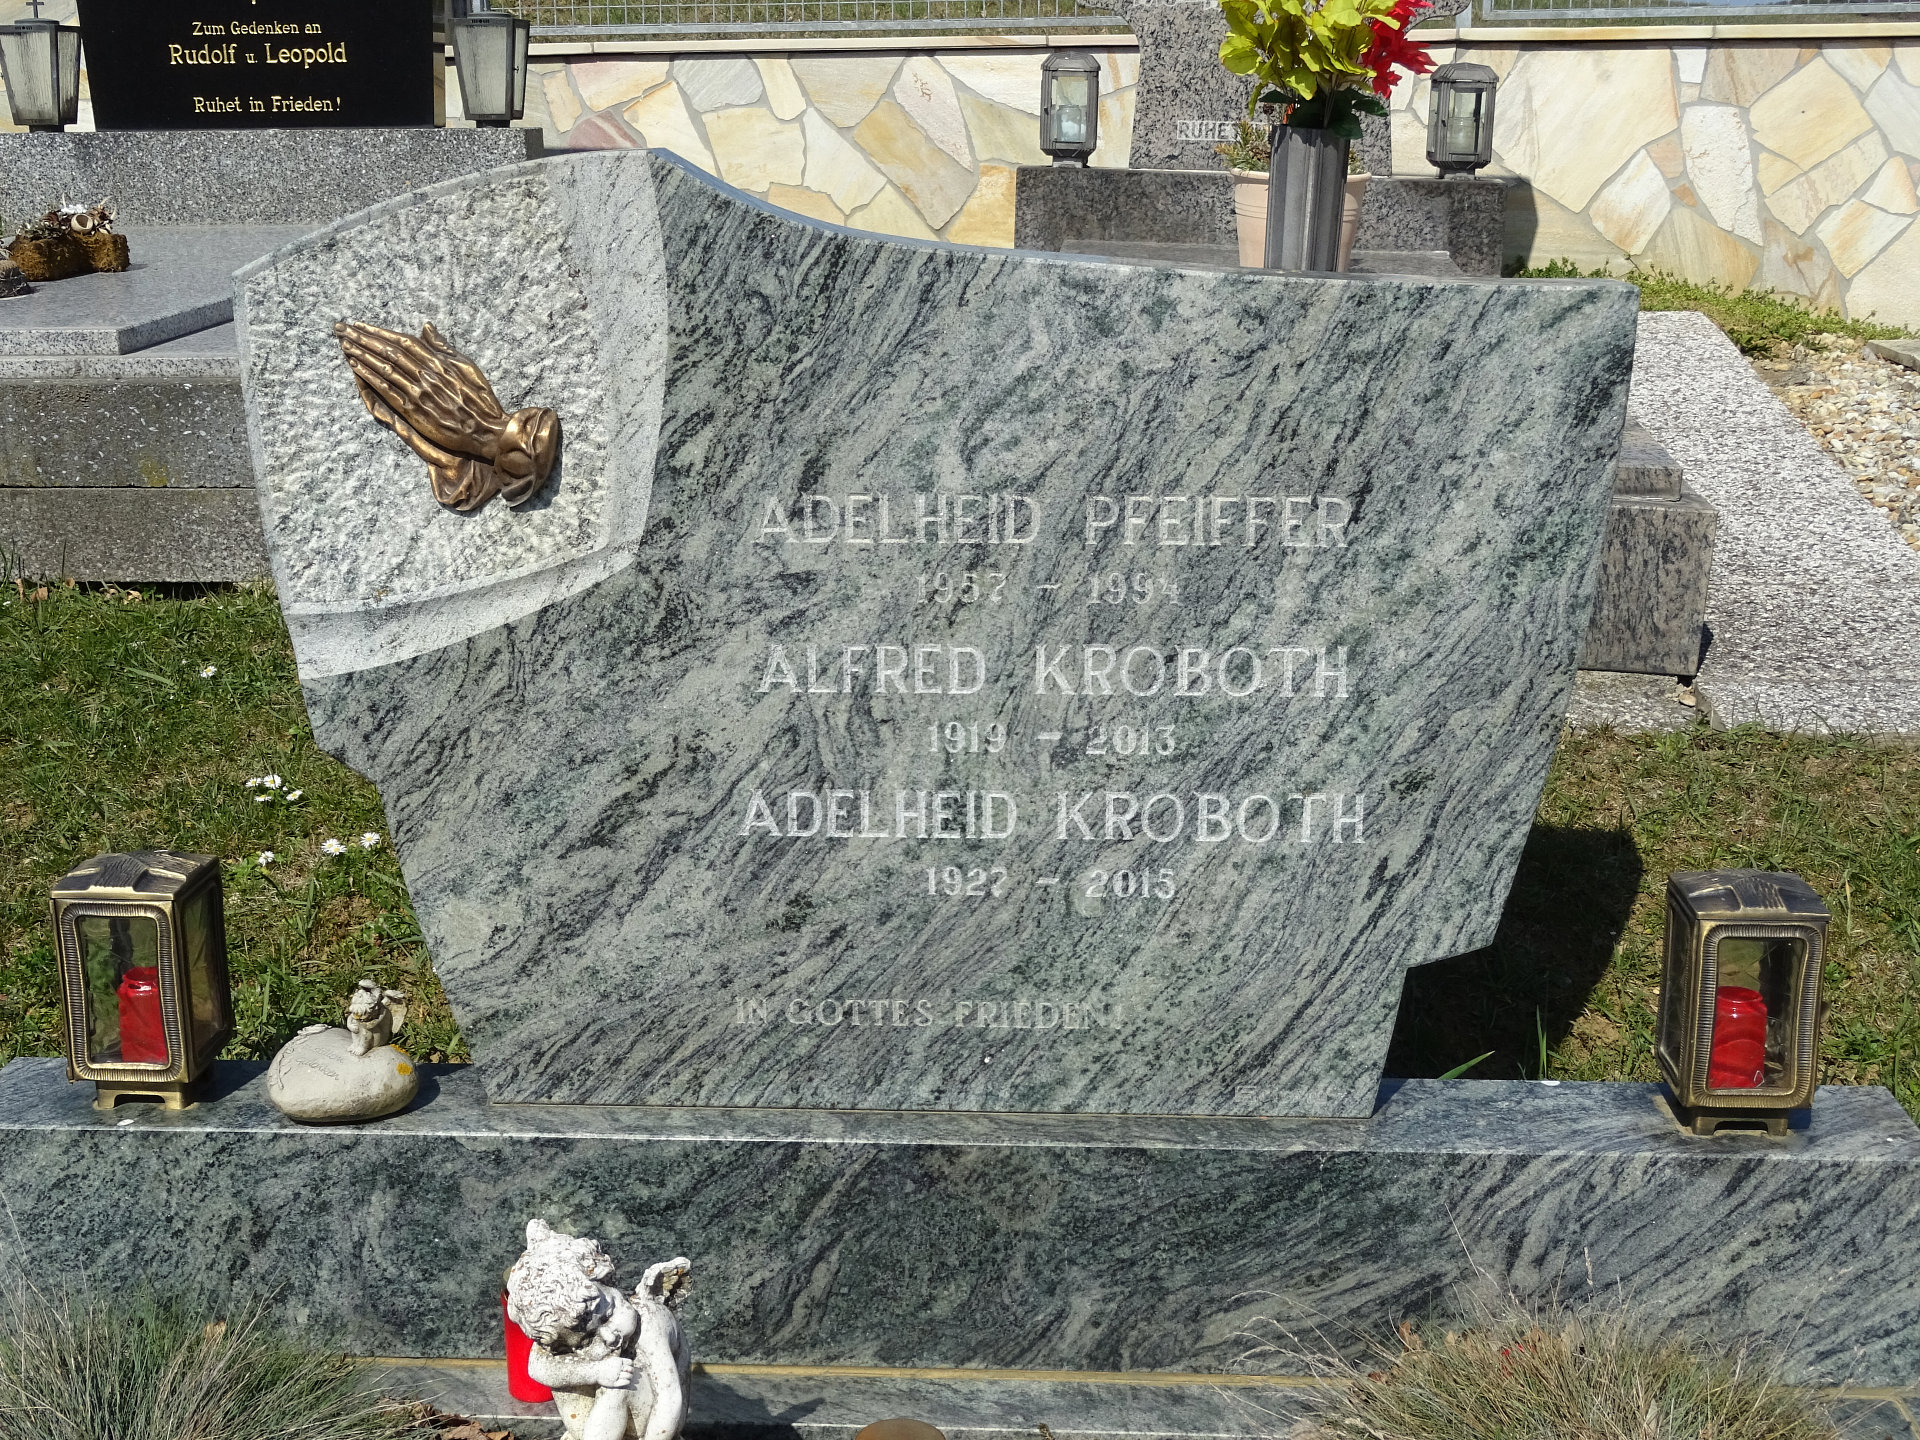 Zum Gedenken an
Rudolf u. Leopold
Ruhet in Frieden!
RUHET
ADELHEID PFEIFFER
1957 - 1994
ALFRED KROBOTH
1919 - 2013
ADELHEID KROBOTH
1927 - 2015
IN GOTTES FRIEDEN!